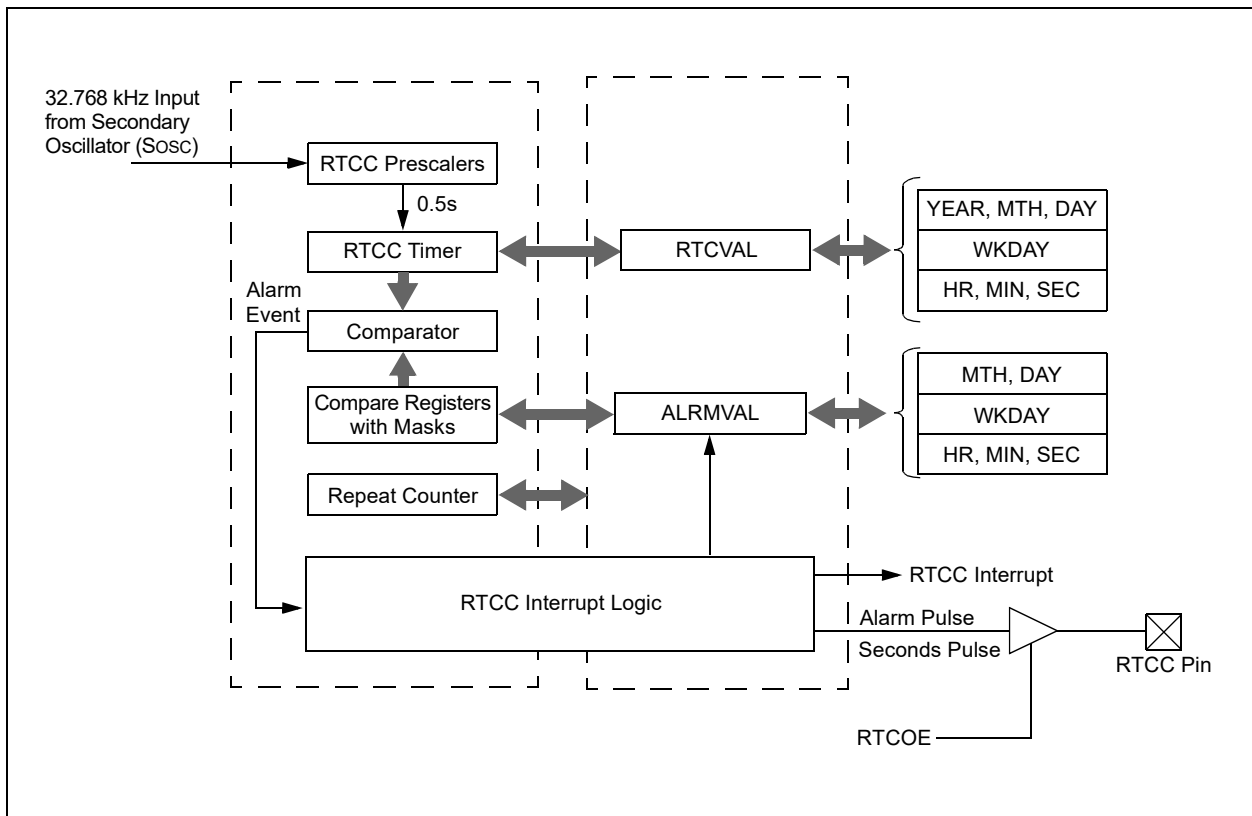 32.768 kHz Input
from Secondary
Oscillator (SOSC)
RTCC Prescalers
0.5s
RTCC Timer
RTCVAL
YEAR, MTH, DAY
WKDAY
HR, MIN, SEC
Alarm
Event
Comparator
Compare Registers
with Masks
ALRMVAL
MTH, DAY
WKDAY
HR, MIN, SEC
Repeat Counter
RTCC Interrupt Logic
RTCC Interrupt
Alarm Pulse
Seconds Pulse
RTCC Pin
RTCOE